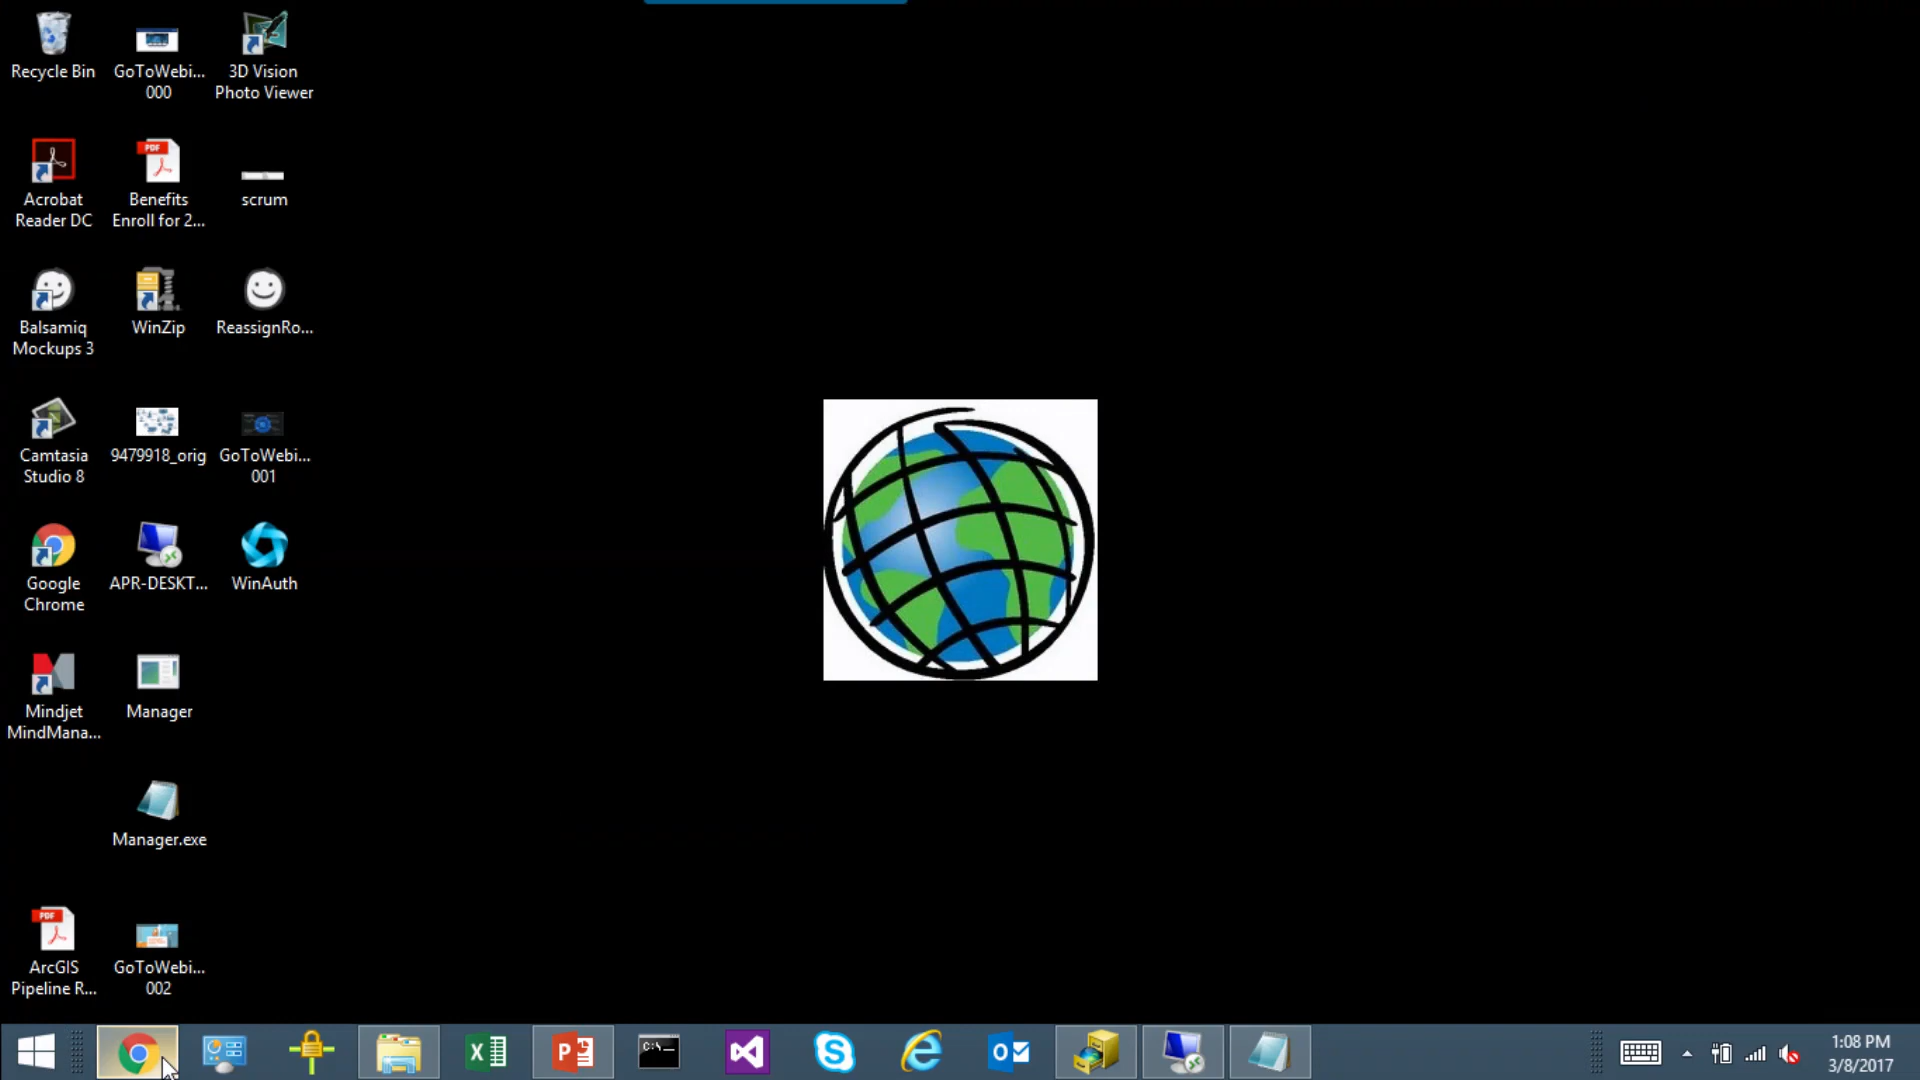 Recycle Bin
GoToWebi...
000
3D Vision
Photo Viewer
Acrobat
Reader DC
PDF
Benefits
Enroll for 2...
scrum
Balsamiq
Mockups 3
WinZip
ReassignRo...
Camtasia
Studio 8
9479918_orig
GoToWebi...
001
Google
Chrome
APR-DESKT...
WinAuth
Mindjet
MindMana...
Manager
Manager.exe
PDF
ArcGIS
Pipeline R...
GoToWebi...
002
C:\
1:08 PM
3/8/2017